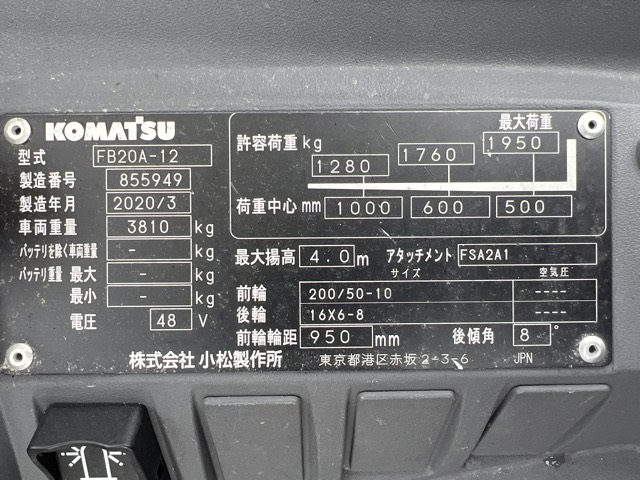 KOMATSU
型式 FB20A-12
製造番号 855949
製造年月 2020/3
車両重量 3810 kg
バッテリを除く車両重量 - kg
バッテリ重量 最大 - kg
最小 - kg
電圧 48 V
最大荷重
許容荷重 kg 1280 1760 1950
荷重中心 mm 1000 600 500
最大揚高 4.0 m アタッチメント FSA2A1
サイズ 空気圧
前輪 200/50-10 ----
後輪 16X6-8 ----
前輪輪距 950 mm 後傾角 8 °
株式会社 小松製作所 東京都港区赤坂 2-3-6 JPN